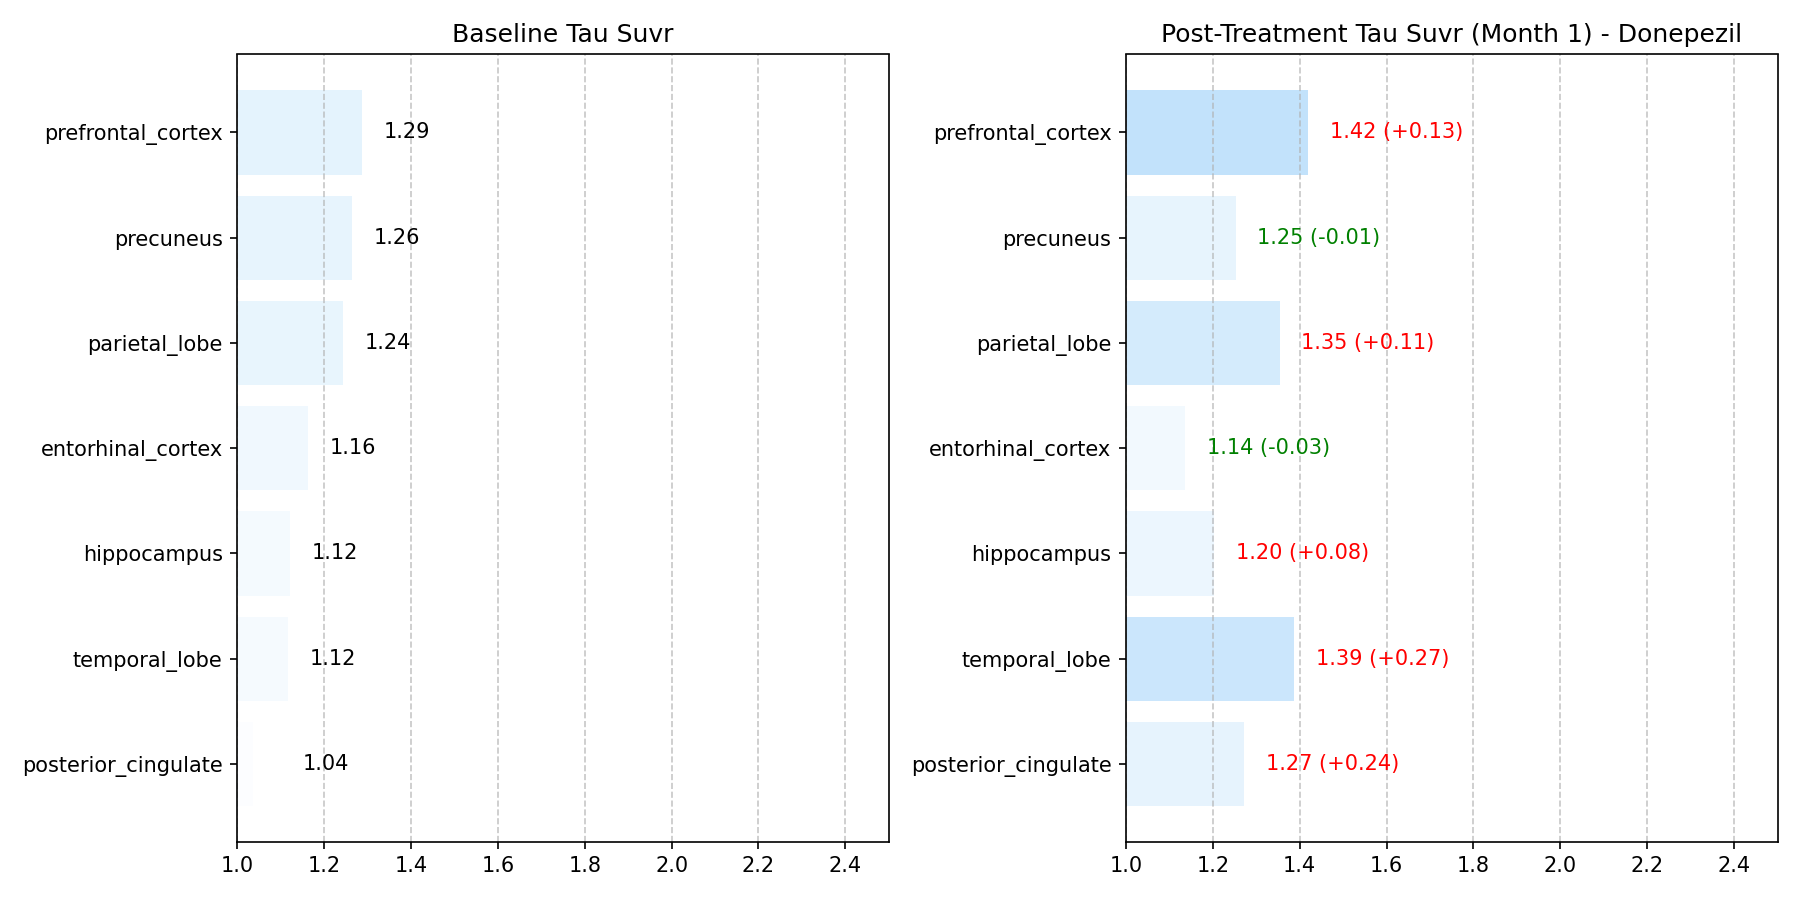 Baseline Tau Suvr
prefrontal_cortex
1.29
precuneus
1.26
parietal_lobe
1.24
entorhinal_cortex
1.16
hippocampus
1.12
temporal_lobe
1.12
posterior_cingulate
1.04
1.0 1.2 1.4 1.6 1.8 2.0 2.2 2.4
Post-Treatment Tau Suvr (Month 1) - Donepezil
prefrontal_cortex
1.42 (+0.13)
precuneus
1.25 (-0.01)
parietal_lobe
1.35 (+0.11)
entorhinal_cortex
1.14 (-0.03)
hippocampus
1.20 (+0.08)
temporal_lobe
1.39 (+0.27)
posterior_cingulate
1.27 (+0.24)
1.0 1.2 1.4 1.6 1.8 2.0 2.2 2.4